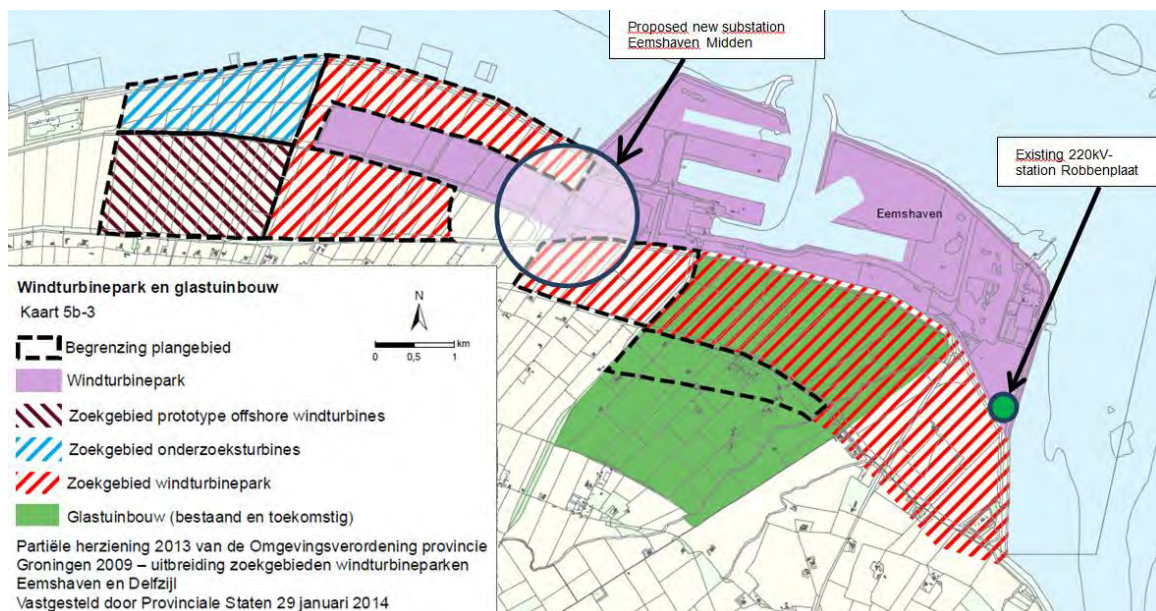 Proposed new substation
Eemshaven Midden
Existing 220kV-
station Robbenplaat
Eemshaven
Windturbinepark en glastuinbouw
Kaart 5b-3
N
0 0,5 1
km
Begrenzing plangebied
Windturbinepark
Zoekgebied prototype offshore windturbines
Zoekgebied onderzoeksturbines
Zoekgebied windturbinepark
Glastuinbouw (bestaand en toekomstig)
Partiële herziening 2013 van de Omgevingsverordening provincie
Groningen 2009 – uitbreiding zoekgebieden windturbineparken
Eemshaven en Delfzijl
Vastgesteld door Provinciale Staten 29 januari 2014